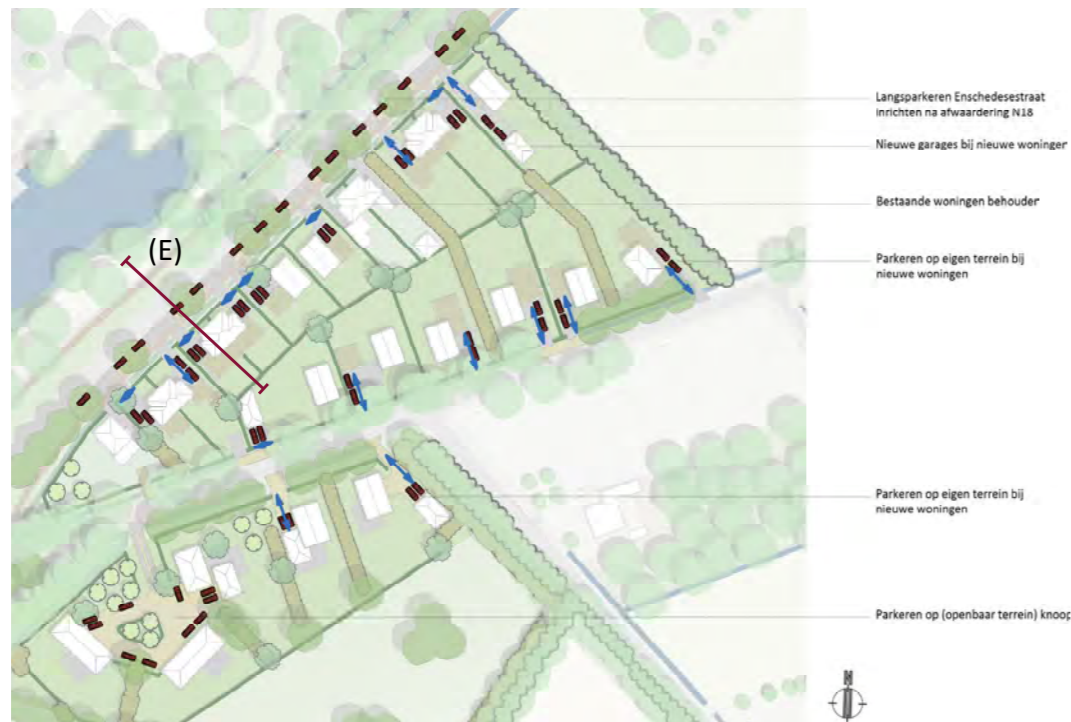 Langsparkeren Enschedesestraat
inrichten na afwaardering N18
Nieuwe garages bij nieuwe woninger
Bestaande woningen behouder
(E)
Parkeren op eigen terrein bij
nieuwe woningen
Parkeren op eigen terrein bij
nieuwe woningen
Parkeren op (openbaar terrein) knoop
N